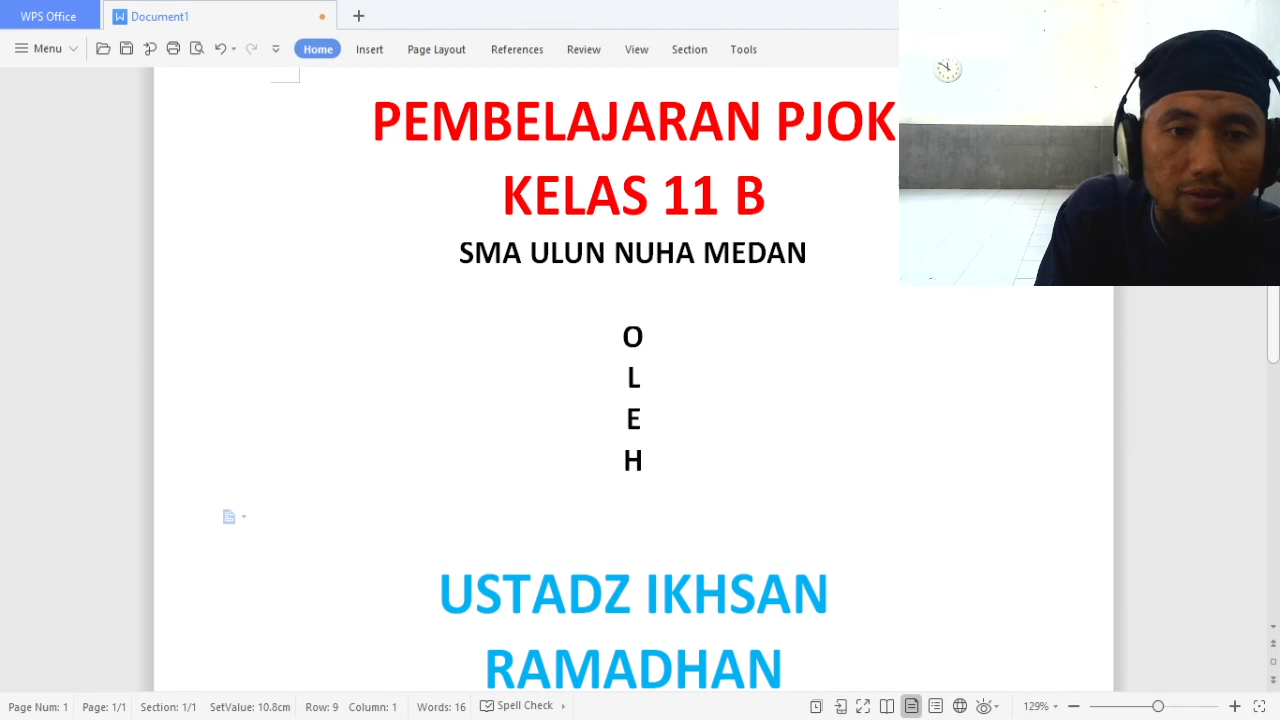 WPS Office
Document1
Menu
Home Insert Page Layout References Review View Section Tools
PEMBELAJARAN PJOK
KELAS 11 B
SMA ULUN NUHA MEDAN
O
L
E
H
USTADZ IKHSAN
RAMADHAN
Page Num: 1 Page: 1/1 Section: 1/1 SetValue: 10.8cm Row: 9 Column: 1 Words: 16 Spell Check 129%